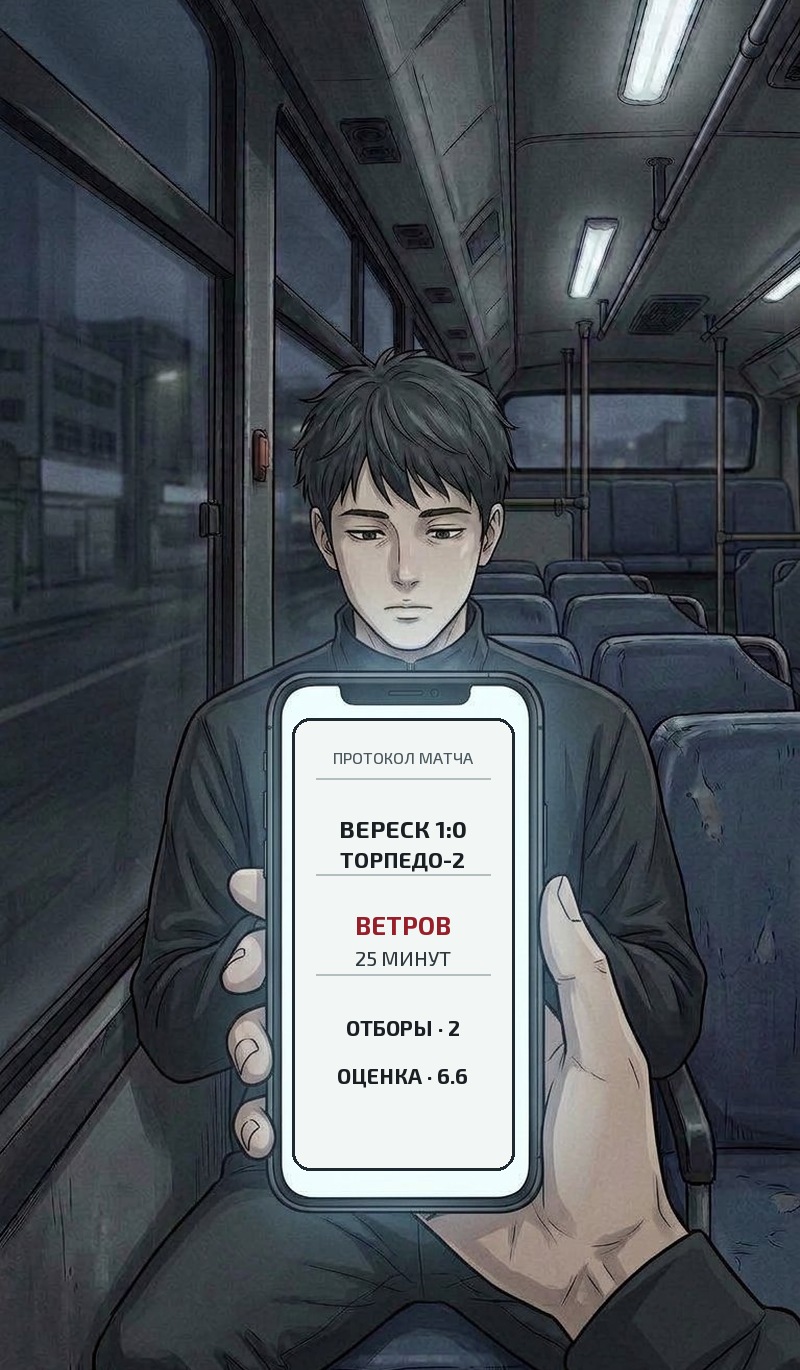 ПРОТОКОЛ МАТЧА
ВЕРЕСК 1:0
ТОРПЕДО-2
ВЕТРОВ
25 МИНУТ
ОТБОРЫ · 2
ОЦЕНКА · 6.6